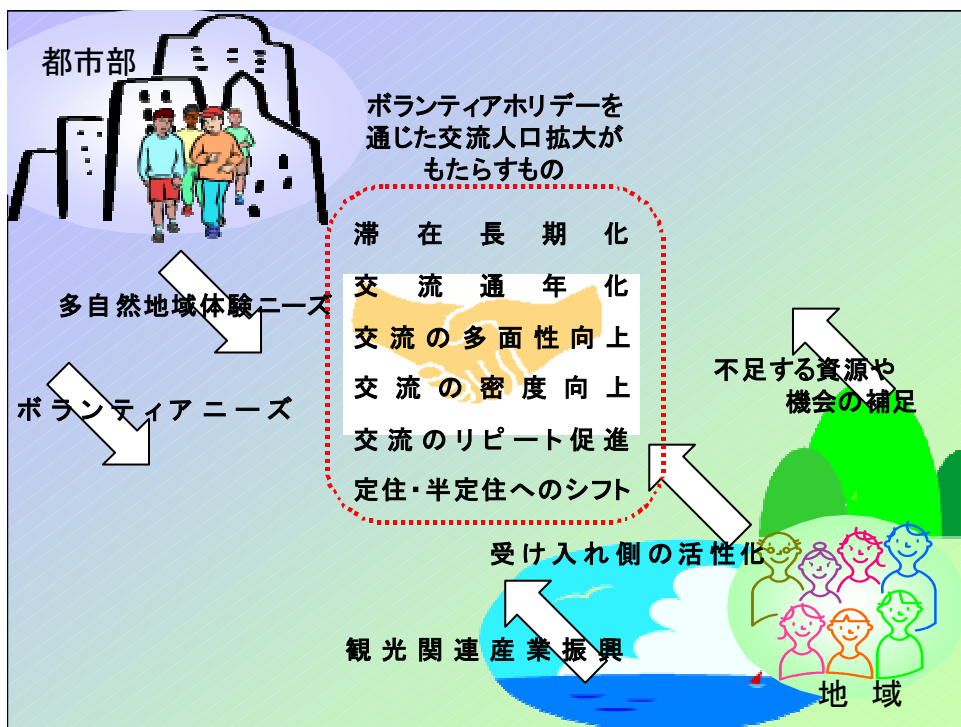 都市部
ボランティアホリデーを
通じた交流人口拡大が
もたらすもの
滞在長期化
交流通年化
交流の多面性向上
交流の密度向上
交流のリピート促進
定住・半定住へのシフト
多自然地域体験ニーズ
ボランティアニーズ
不足する資源や
機会の補足
受け入れ側の活性化
観光関連産業振興
地域